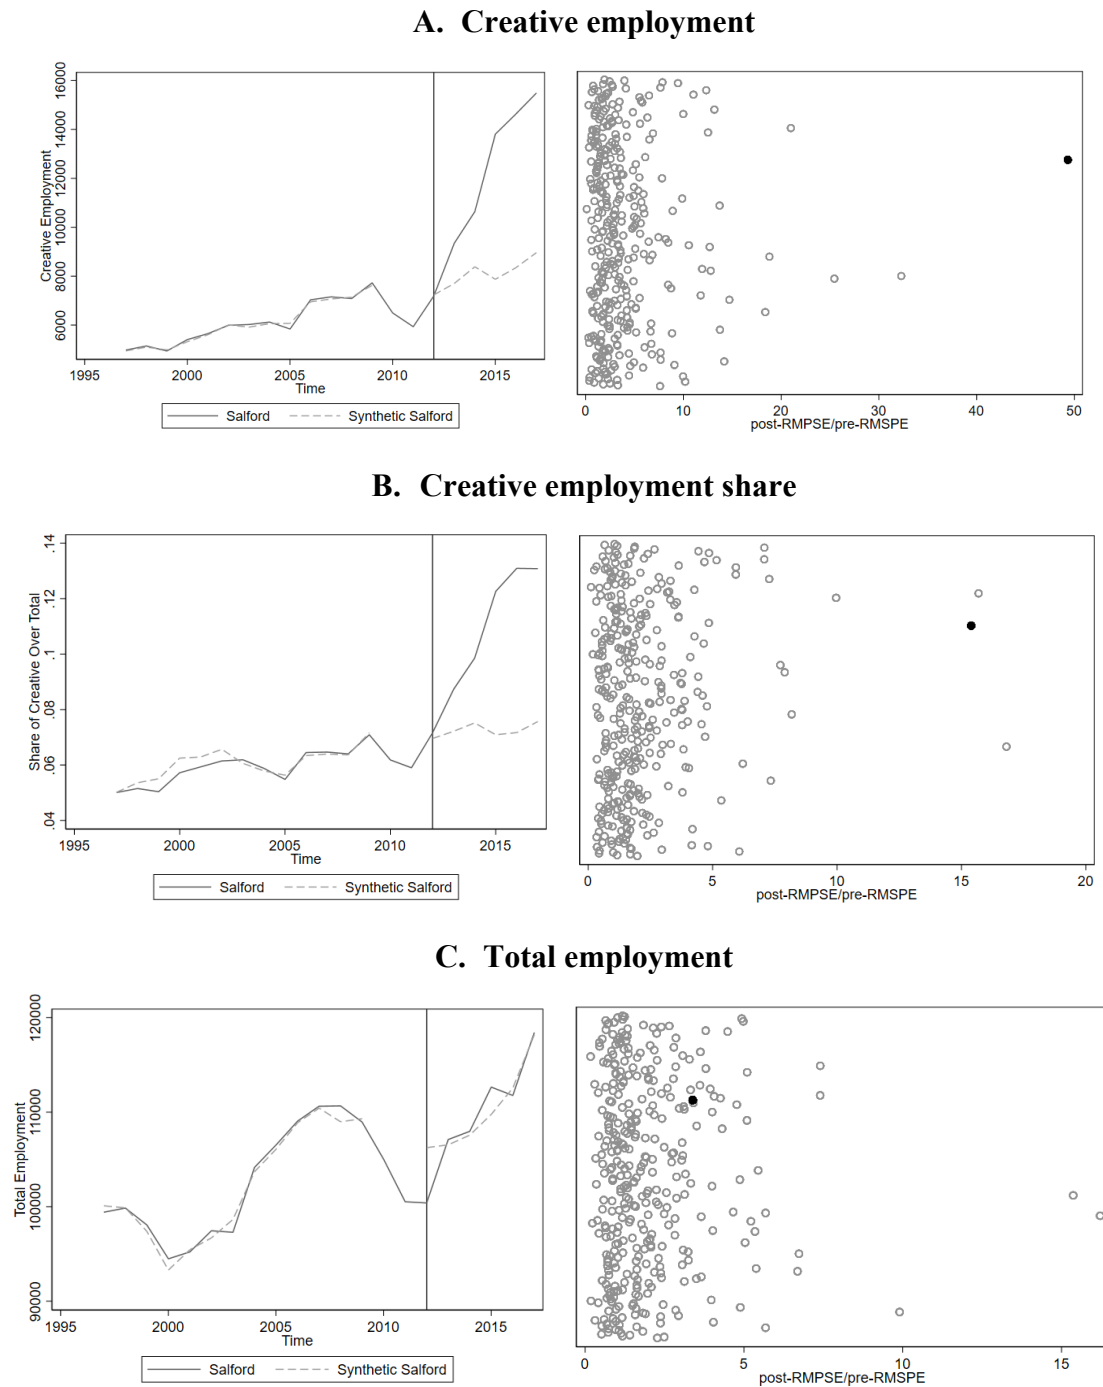 A. Creative employment
Creative Employment
16000
14000
12000
10000
8000
6000
1995 2000 2005 2010 2015
Time
Salford Synthetic Salford
0 10 20 30 40 50
post-RMPSE/pre-RMSPE
B. Creative employment share
Share of Creative Over Total
.14
.12
.1
.08
.06
.04
1995 2000 2005 2010 2015
Time
Salford Synthetic Salford
0 5 10 15 20
post-RMPSE/pre-RMSPE
C. Total employment
Total Employment
120000
110000
100000
90000
1995 2000 2005 2010 2015
Time
Salford Synthetic Salford
0 5 10 15
post-RMPSE/pre-RMSPE